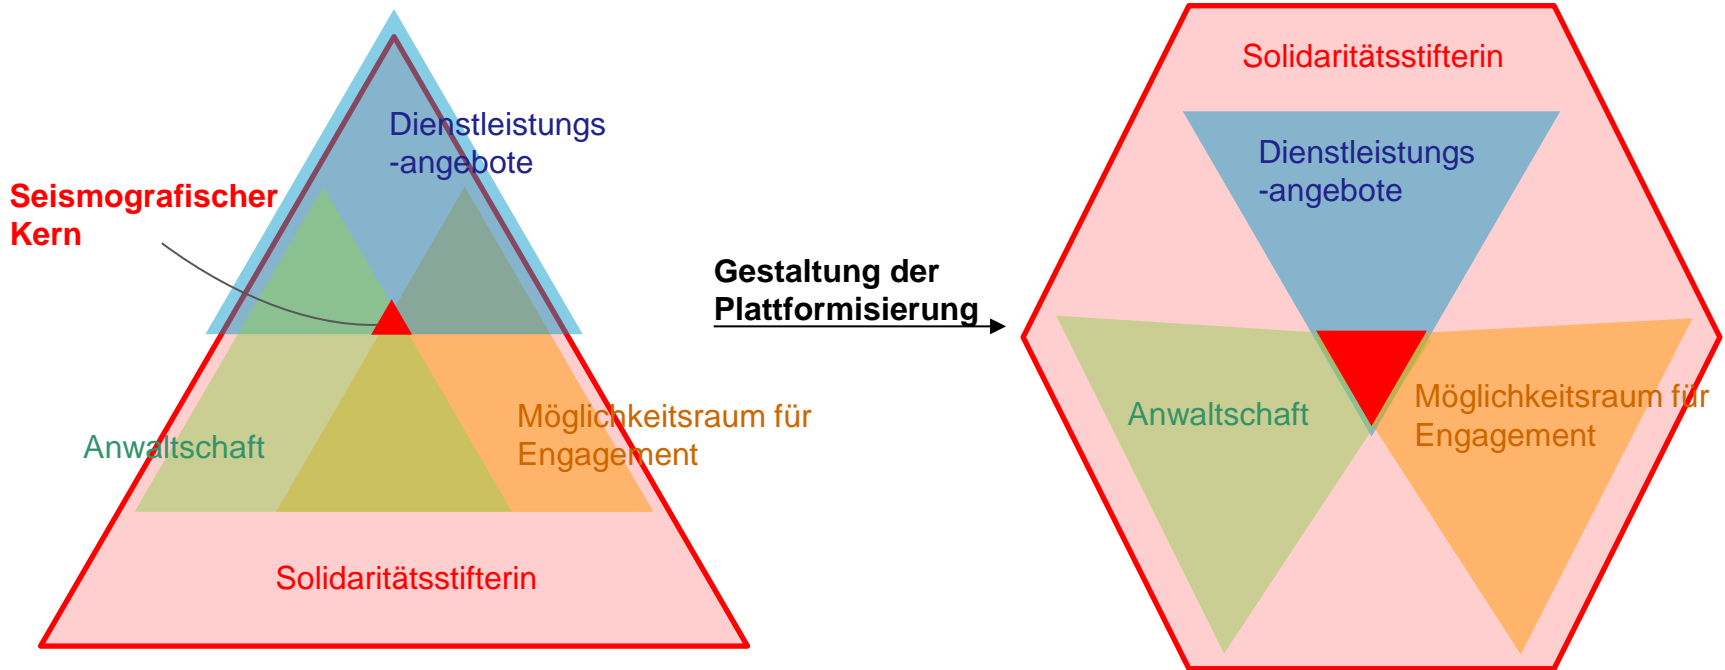 Dienstleistungs
-angebote
Seismografischer
Kern
Anwaltschaft
Möglichkeitsraum für
Engagement
Solidaritätsstifterin
Gestaltung der
Plattformisierung
Solidaritätsstifterin
Dienstleistungs
-angebote
Anwaltschaft
Möglichkeitsraum für
Engagement